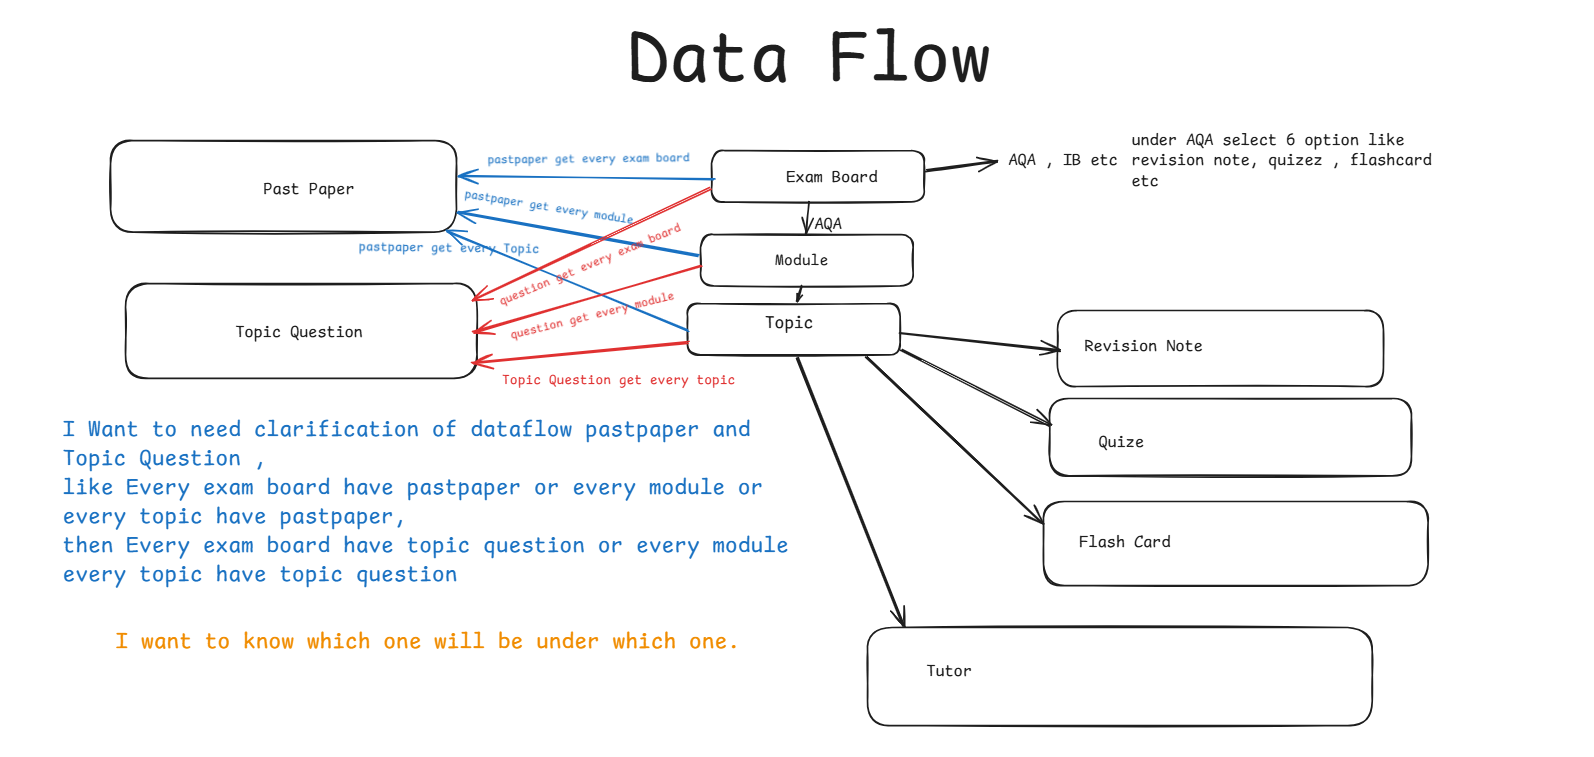 Data Flow
under AQA select 6 option like
AQA , IB etc
revision note, quizez , flashcard
etc
pastpaper get every exam board
Exam Board
Past Paper
pastpaper get every module
AQA
question get every exam board
pastpaper get every Topic
Module
question get every module
Topic
Topic Question
Topic Question get every topic
Revision Note
Quize
Flash Card
Tutor
I Want to need clarification of dataflow pastpaper and
Topic Question ,
like Every exam board have pastpaper or every module or
every topic have pastpaper,
then Every exam board have topic question or every module
every topic have topic question
I want to know which one will be under which one.